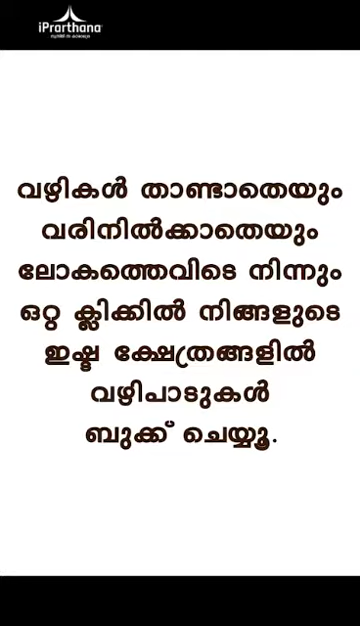 iPrarthana
വഴികൾ താണ്ടാതെയും
വരിനിൽക്കാതെയും
ലോകത്തെവിടെ നിന്നും
ഒറ്റ ക്ലിക്കിൽ നിങ്ങളുടെ
ഇഷ്ട ക്ഷേത്രങ്ങളിൽ
വഴിപാടുകൾ
ബുക്ക് ചെയ്യൂ.